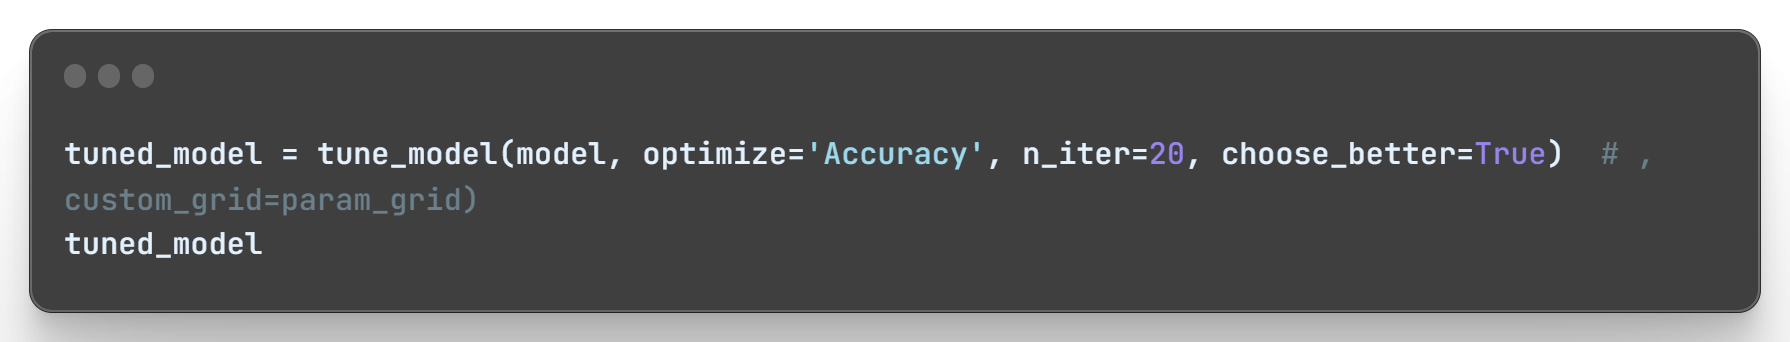 tuned_model = tune_model(model, optimize='Accuracy', n_iter=20, choose_better=True)  # ,
custom_grid=param_grid)
tuned_model